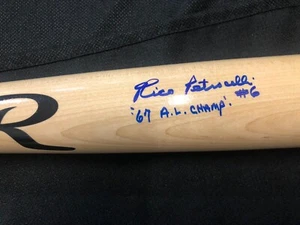 R
Rico Petrocelli
#6
'67 A.L. CHAMP'.